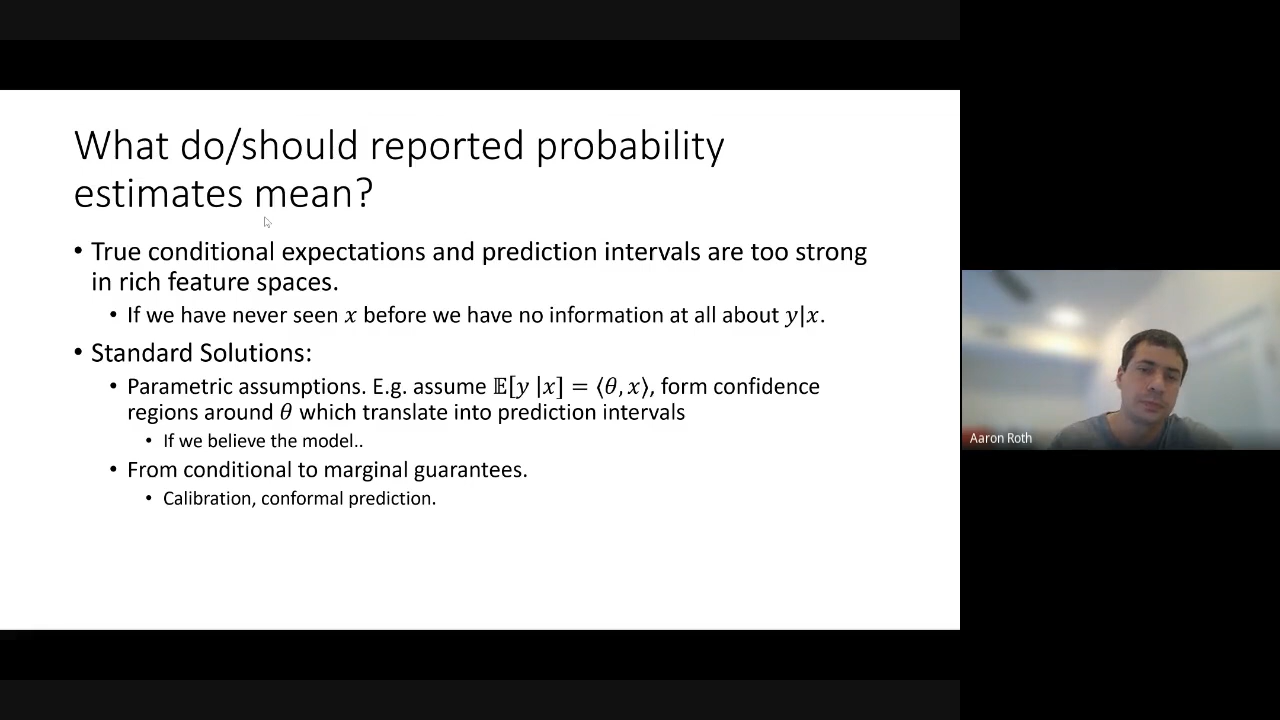 What do/should reported probability
estimates mean?
• True conditional expectations and prediction intervals are too strong
in rich feature spaces.
• If we have never seen 𝑥 before we have no information at all about 𝑦|𝑥.
• Standard Solutions:
• Parametric assumptions. E.g. assume 𝔼[𝑦 |𝑥] = ⟨𝜃, 𝑥⟩, form confidence
regions around 𝜃 which translate into prediction intervals
• If we believe the model..
• From conditional to marginal guarantees.
• Calibration, conformal prediction.
Aaron Roth